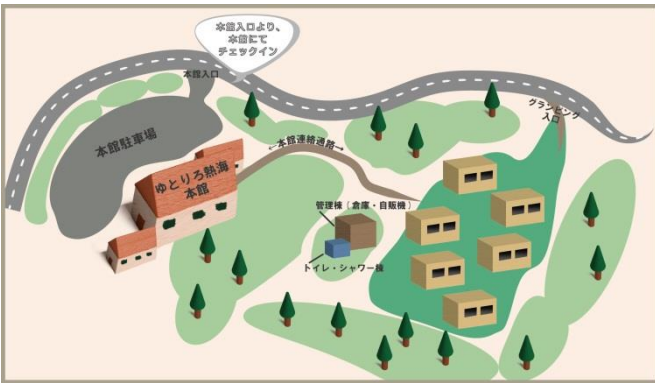 本館入口より、
本館にて
チェックイン
本館入口
グランピング
入口
本館駐車場
←本館連絡通路→
ゆとりろ熱海
本館
管理棟（倉庫・自販機）
トイレ・シャワー棟